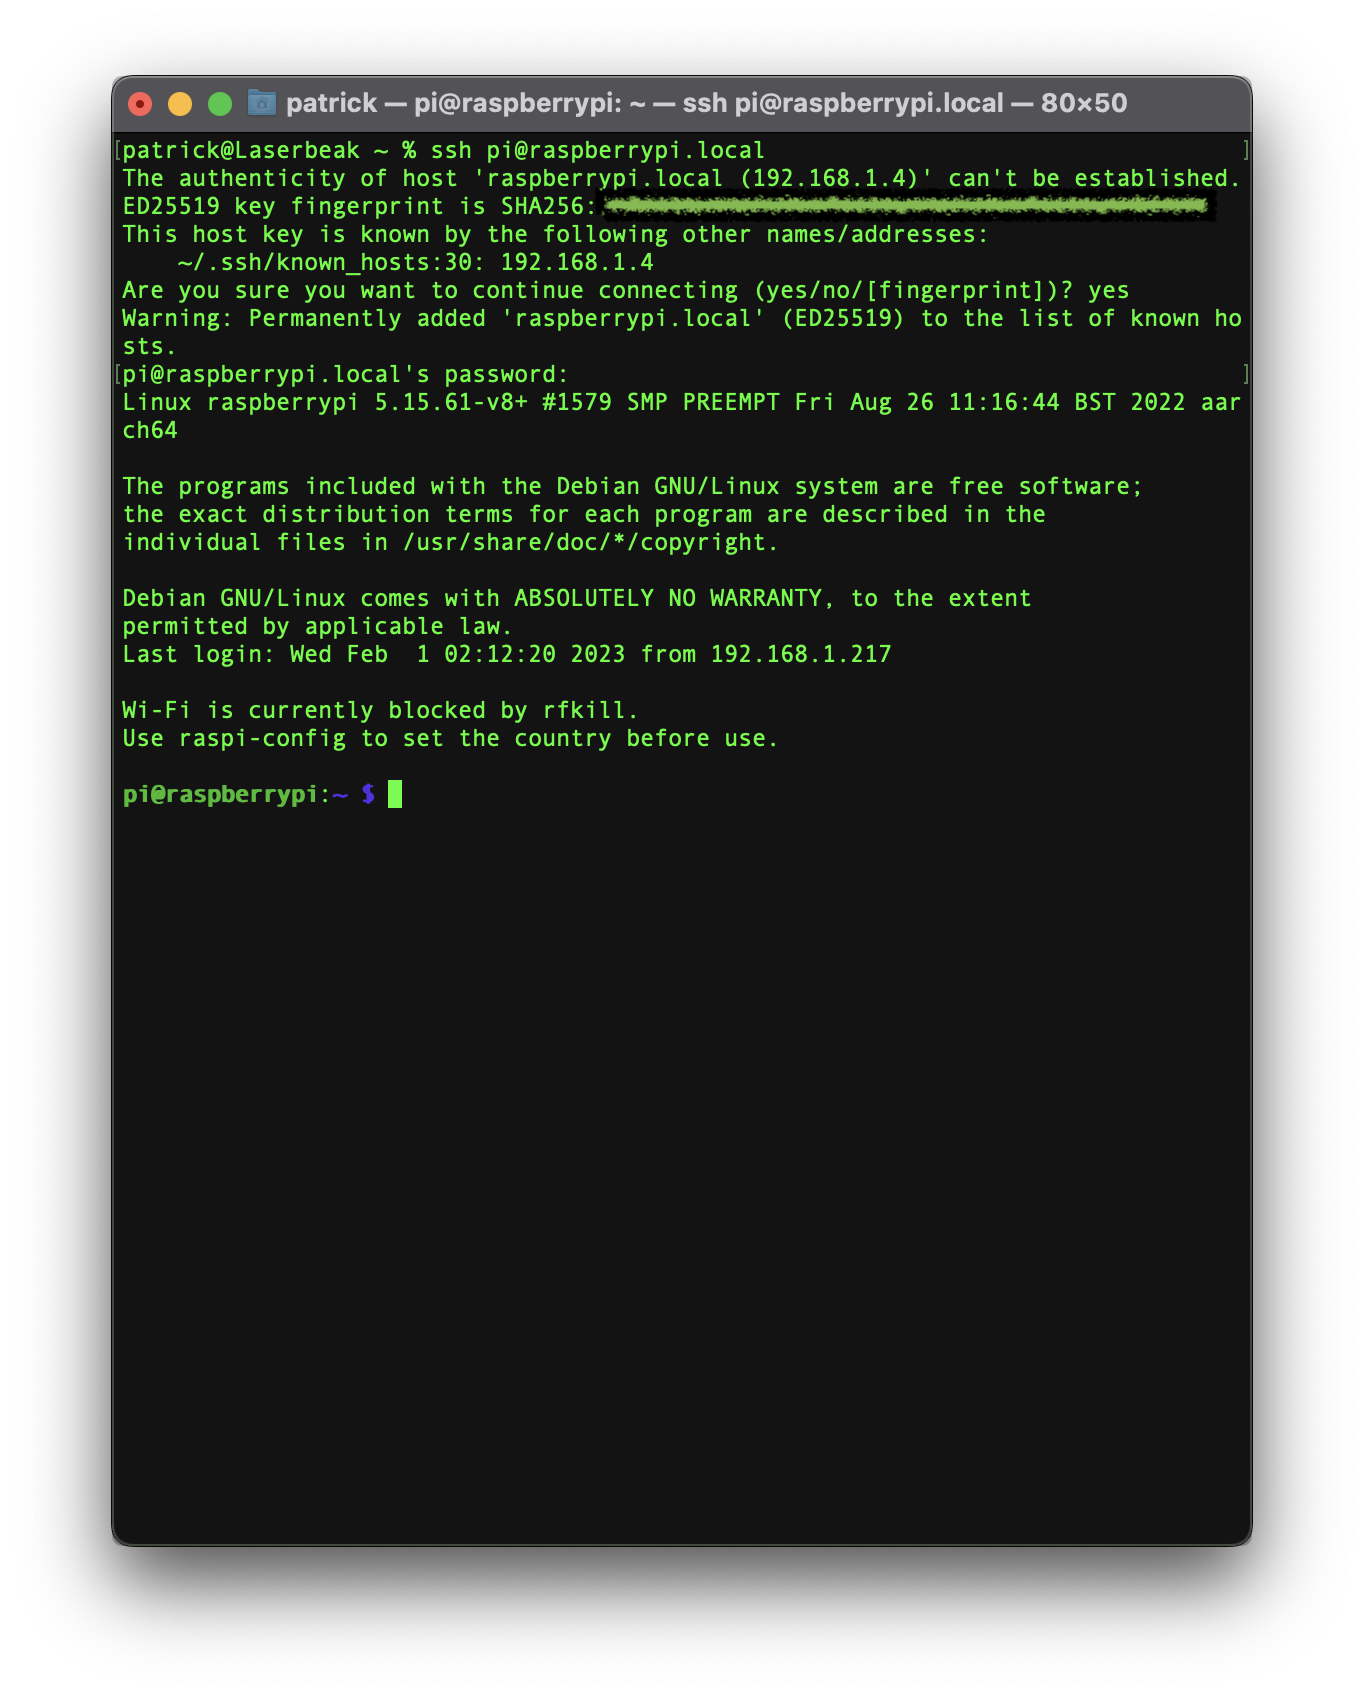 patrick — pi@raspberrypi: ~ — ssh pi@raspberrypi.local — 80×50
[patrick@Laserbeak ~ % ssh pi@raspberrypi.local ]
The authenticity of host 'raspberrypi.local (192.168.1.4)' can't be established.
ED25519 key fingerprint is SHA256:
This host key is known by the following other names/addresses:
    ~/.ssh/known_hosts:30: 192.168.1.4
Are you sure you want to continue connecting (yes/no/[fingerprint])? yes
Warning: Permanently added 'raspberrypi.local' (ED25519) to the list of known ho
sts.
[pi@raspberrypi.local's password: ]
Linux raspberrypi 5.15.61-v8+ #1579 SMP PREEMPT Fri Aug 26 11:16:44 BST 2022 aar
ch64
The programs included with the Debian GNU/Linux system are free software;
the exact distribution terms for each program are described in the
individual files in /usr/share/doc/*/copyright.
Debian GNU/Linux comes with ABSOLUTELY NO WARRANTY, to the extent
permitted by applicable law.
Last login: Wed Feb  1 02:12:20 2023 from 192.168.1.217
Wi-Fi is currently blocked by rfkill.
Use raspi-config to set the country before use.
pi@raspberrypi:~ $